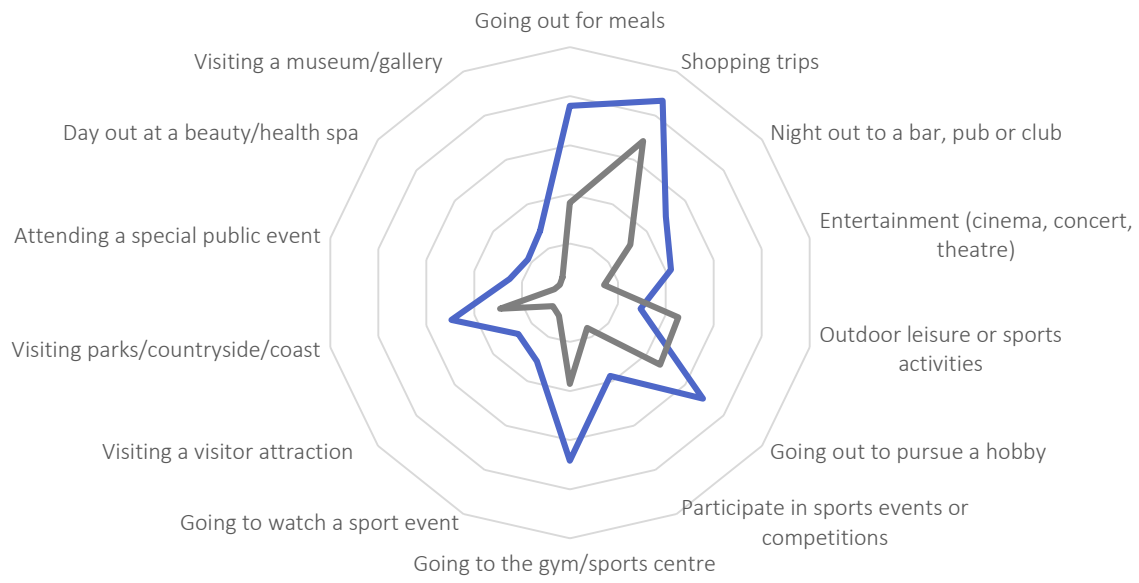 Going out for meals
Shopping trips
Night out to a bar, pub or club
Entertainment (cinema, concert,
theatre)
Outdoor leisure or sports
activities
Going out to pursue a hobby
Participate in sports events or
competitions
Going to the gym/sports centre
Going to watch a sport event
Visiting a visitor attraction
Visiting parks/countryside/coast
Attending a special public event
Day out at a beauty/health spa
Visiting a museum/gallery